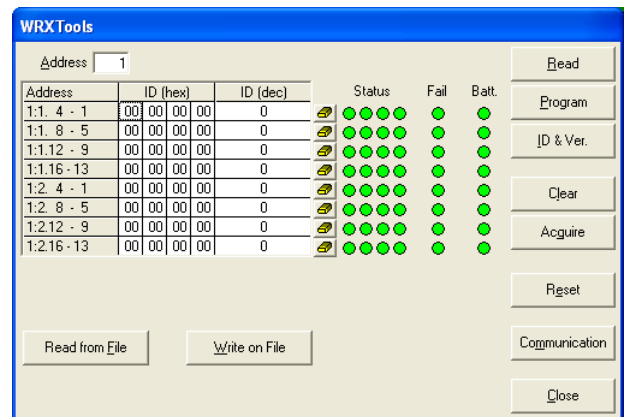 WRXTools
Address 1 Read
Address ID (hex) ID (dec) Status Fail Batt.
1:1. 4 - 1 00 00 00 00 0
Program
1:1. 8 - 5 00 00 00 00 0
1:1.12 - 9 00 00 00 00 0
ID & Ver.
1:1.16 - 13 00 00 00 00 0
1:2. 4 - 1 00 00 00 00 0
Clear
1:2. 8 - 5 00 00 00 00 0
1:2.12 - 9 00 00 00 00 0
Acquire
1:2.16 - 13 00 00 00 00 0
Reset
Read from File Write on File Communication
Close